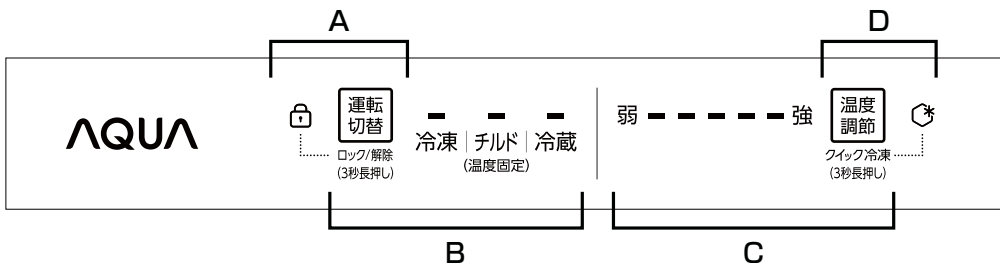 A
D
AQUA
運転
切替
ロック/解除
(3秒長押し)
冷凍 チルド 冷蔵
(温度固定)
弱
強
温度
調節
クイック冷凍
(3秒長押し)
B
C